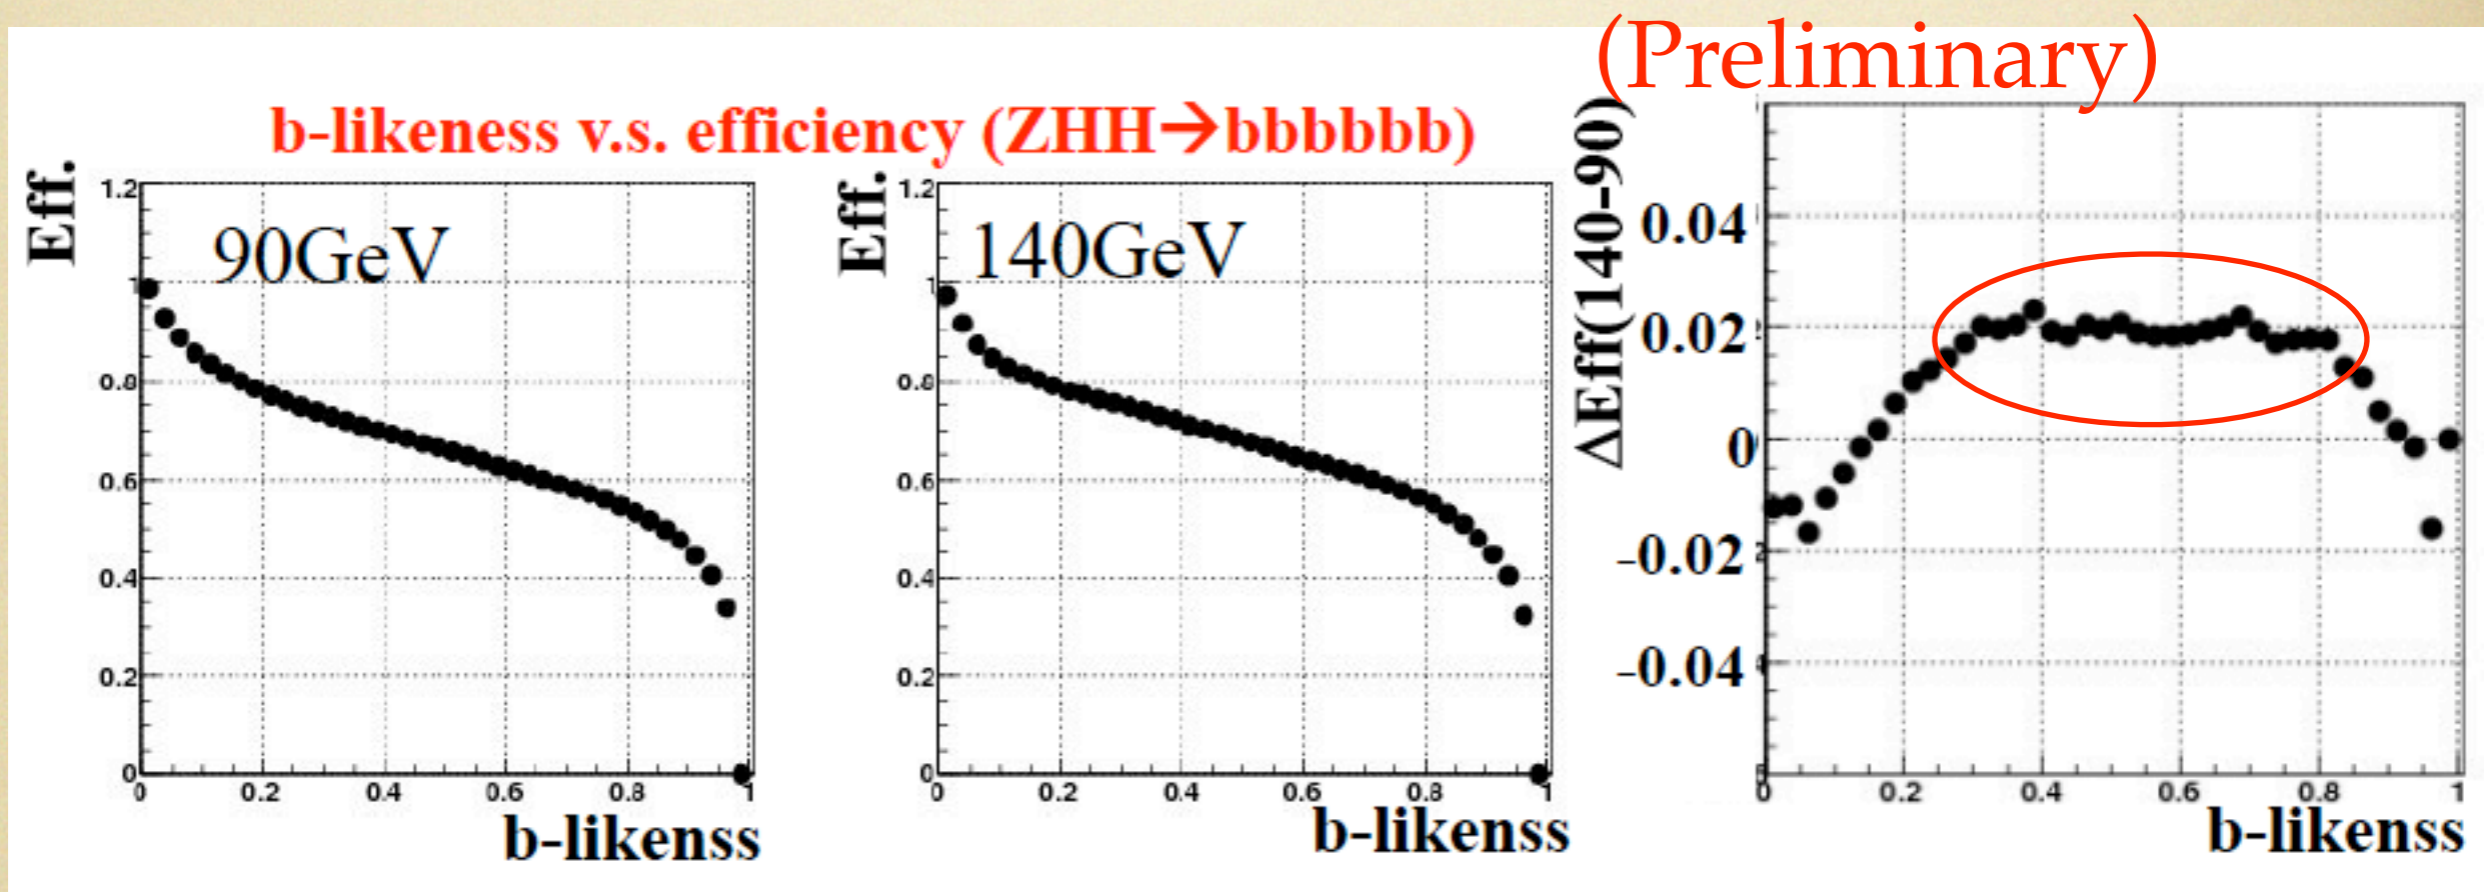 (Preliminary)
b-likeness v.s. efficiency (ZHH→bbbbbb)
Eff.
1.2
1
0.8
0.6
0.4
0.2
0
90GeV
0 0.2 0.4 0.6 0.8 1
b-likenss
Eff.
1.2
1
0.8
0.6
0.4
0.2
0
140GeV
0 0.2 0.4 0.6 0.8 1
b-likenss
ΔEff(140-90)
0.04
0.02
0
-0.02
-0.04
0 0.2 0.4 0.6 0.8 1
b-likenss